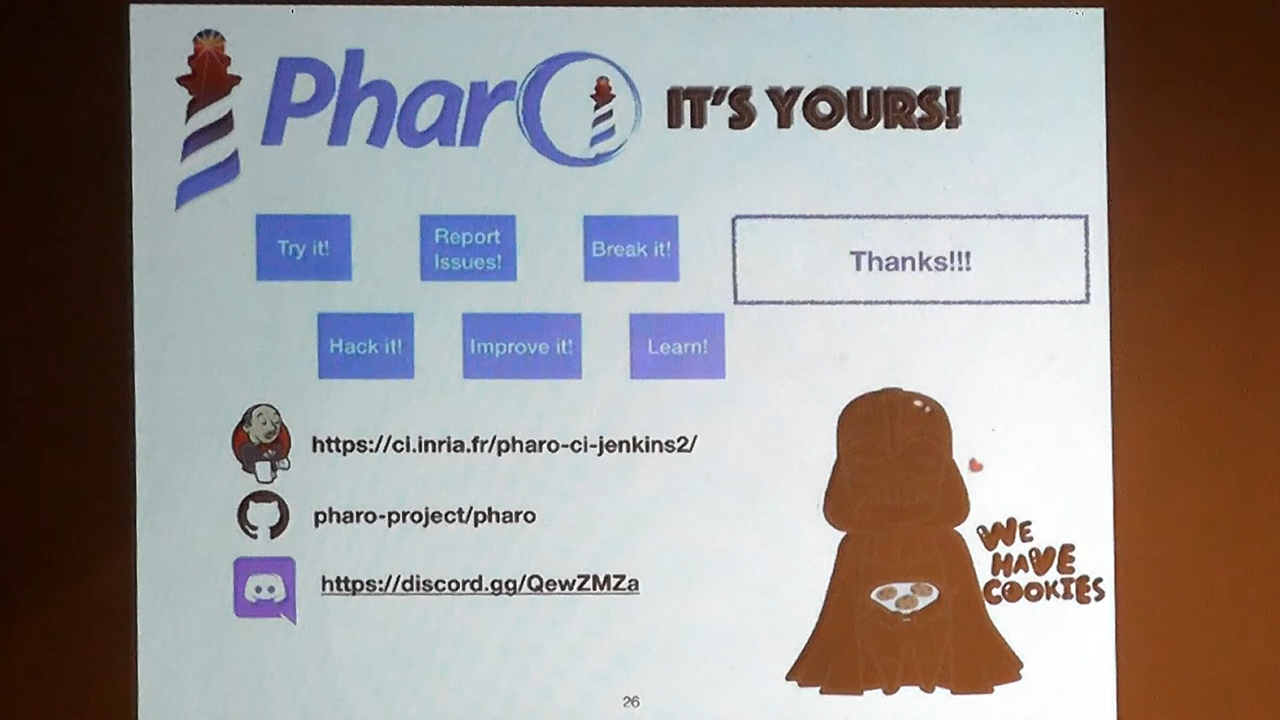 Pharo IT'S YOURS!
Try it!
Report
Issues!
Break it!
Thanks!!!
Hack it!
Improve it!
Learn!
https://ci.inria.fr/pharo-ci-jenkins2/
pharo-project/pharo
https://discord.gg/QewZMZa
WE
HAVE
COOKIES
26